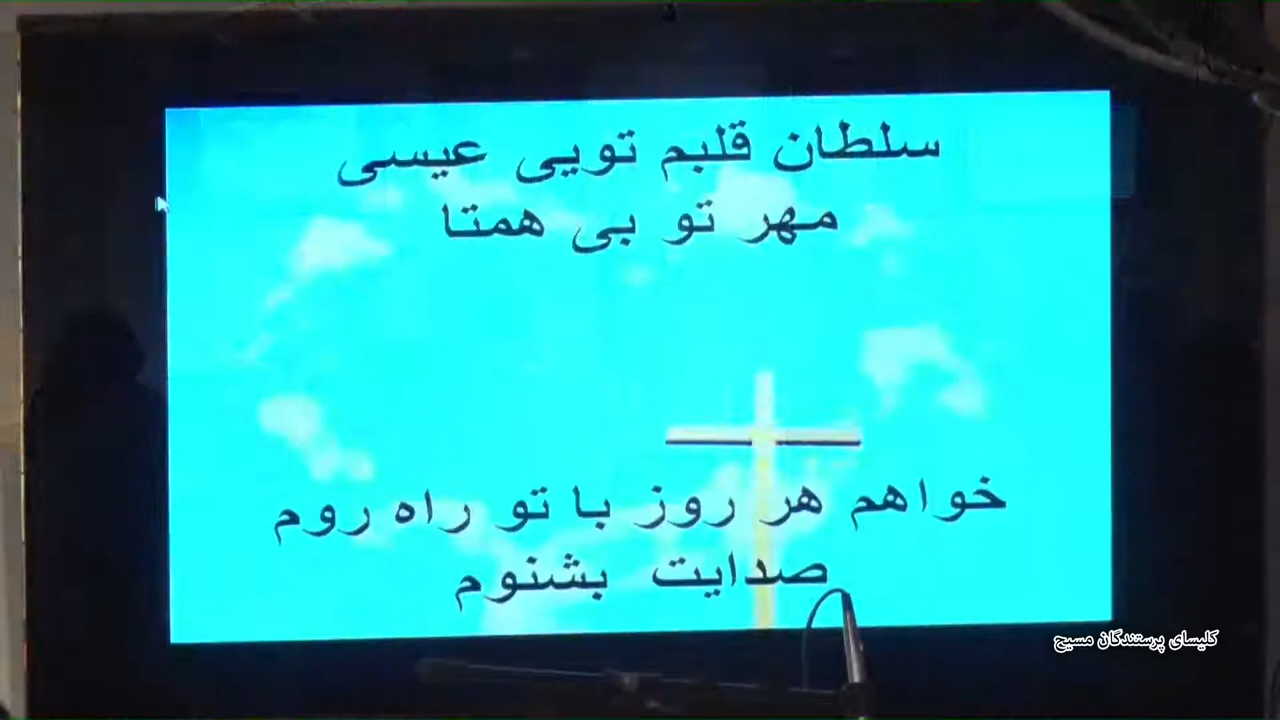 سلطان قلبم تویی عیسی
مهر تو بی همتا
خواهم هر روز با تو راه روم
صدایت بشنوم
کلیسای پرستندگان مسیح